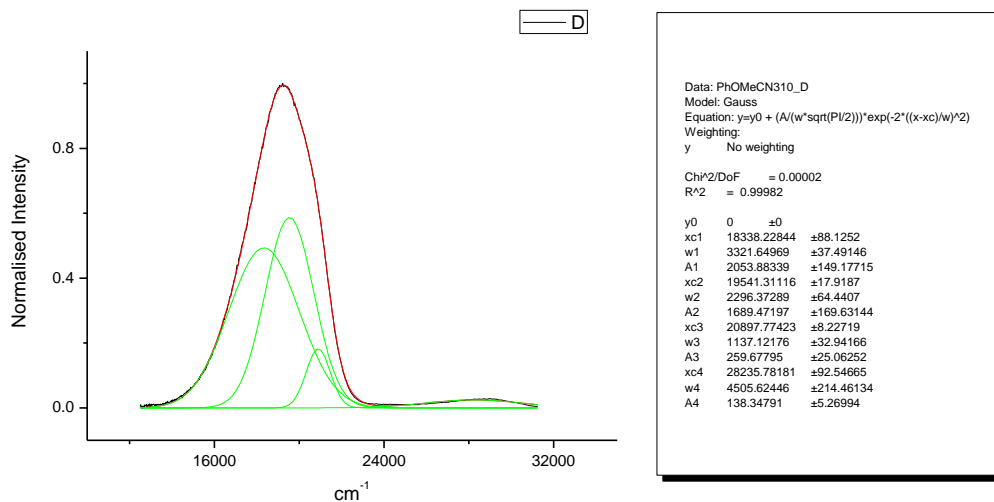 D
Normalised Intensity
0.8
0.4
0.0
16000 24000 32000
cm-1
Data: PhOMeCN310_D
Model: Gauss
Equation: y=y0 + (A/(w*sqrt(PI/2)))*exp(-2*((x-xc)/w)^2)
Weighting:
y No weighting
Chi^2/DoF = 0.00002
R^2 = 0.99982
y0 0 ±0
xc1 18338.22844 ±88.1252
w1 3321.64969 ±37.49146
A1 2053.88339 ±149.17715
xc2 19541.31116 ±17.9187
w2 2296.37289 ±64.4407
A2 1689.47197 ±169.63144
xc3 20897.77423 ±8.22719
w3 1137.12176 ±32.94166
A3 259.67795 ±25.06252
xc4 28235.78181 ±92.54665
w4 4505.62446 ±214.46134
A4 138.34791 ±5.26994